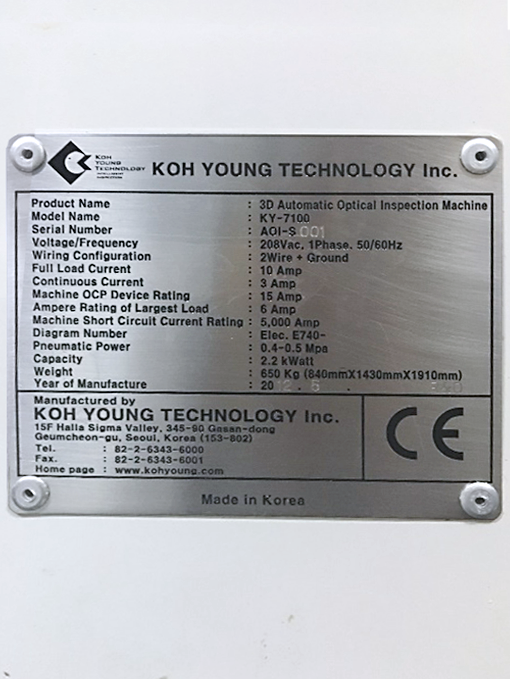 KOH
YOUNG
TECHNOLOGY
KOH YOUNG TECHNOLOGY Inc.
Product Name : 3D Automatic Optical Inspection Machine
Model Name : KY-7100
Serial Number : AOI-S 001
Voltage/Frequency : 208Vac, 1Phase, 50/60Hz
Wiring Configuration : 2Wire + Ground
Full Load Current : 10 Amp
Continuous Current : 3 Amp
Machine OCP Device Rating : 15 Amp
Ampere Rating of Largest Load : 6 Amp
Machine Short Circuit Current Rating : 5,000 Amp
Diagram Number : Elec. E740-
Pneumatic Power : 0.4-0.5 Mpa
Capacity : 2.2 kWatt
Weight : 650 Kg (840mmX1430mmX1910mm)
Year of Manufacture : 2012 .
Manufactured by
KOH YOUNG TECHNOLOGY Inc.
15F Halla Sigma Valley, 345-90 Gasan-dong
Geumcheon-gu, Seoul, Korea (153-802)
Tel. : 82-2-6343-6000
Fax. : 82-2-6343-6001
Home page : www.kohyoung.com
CE
Made in Korea